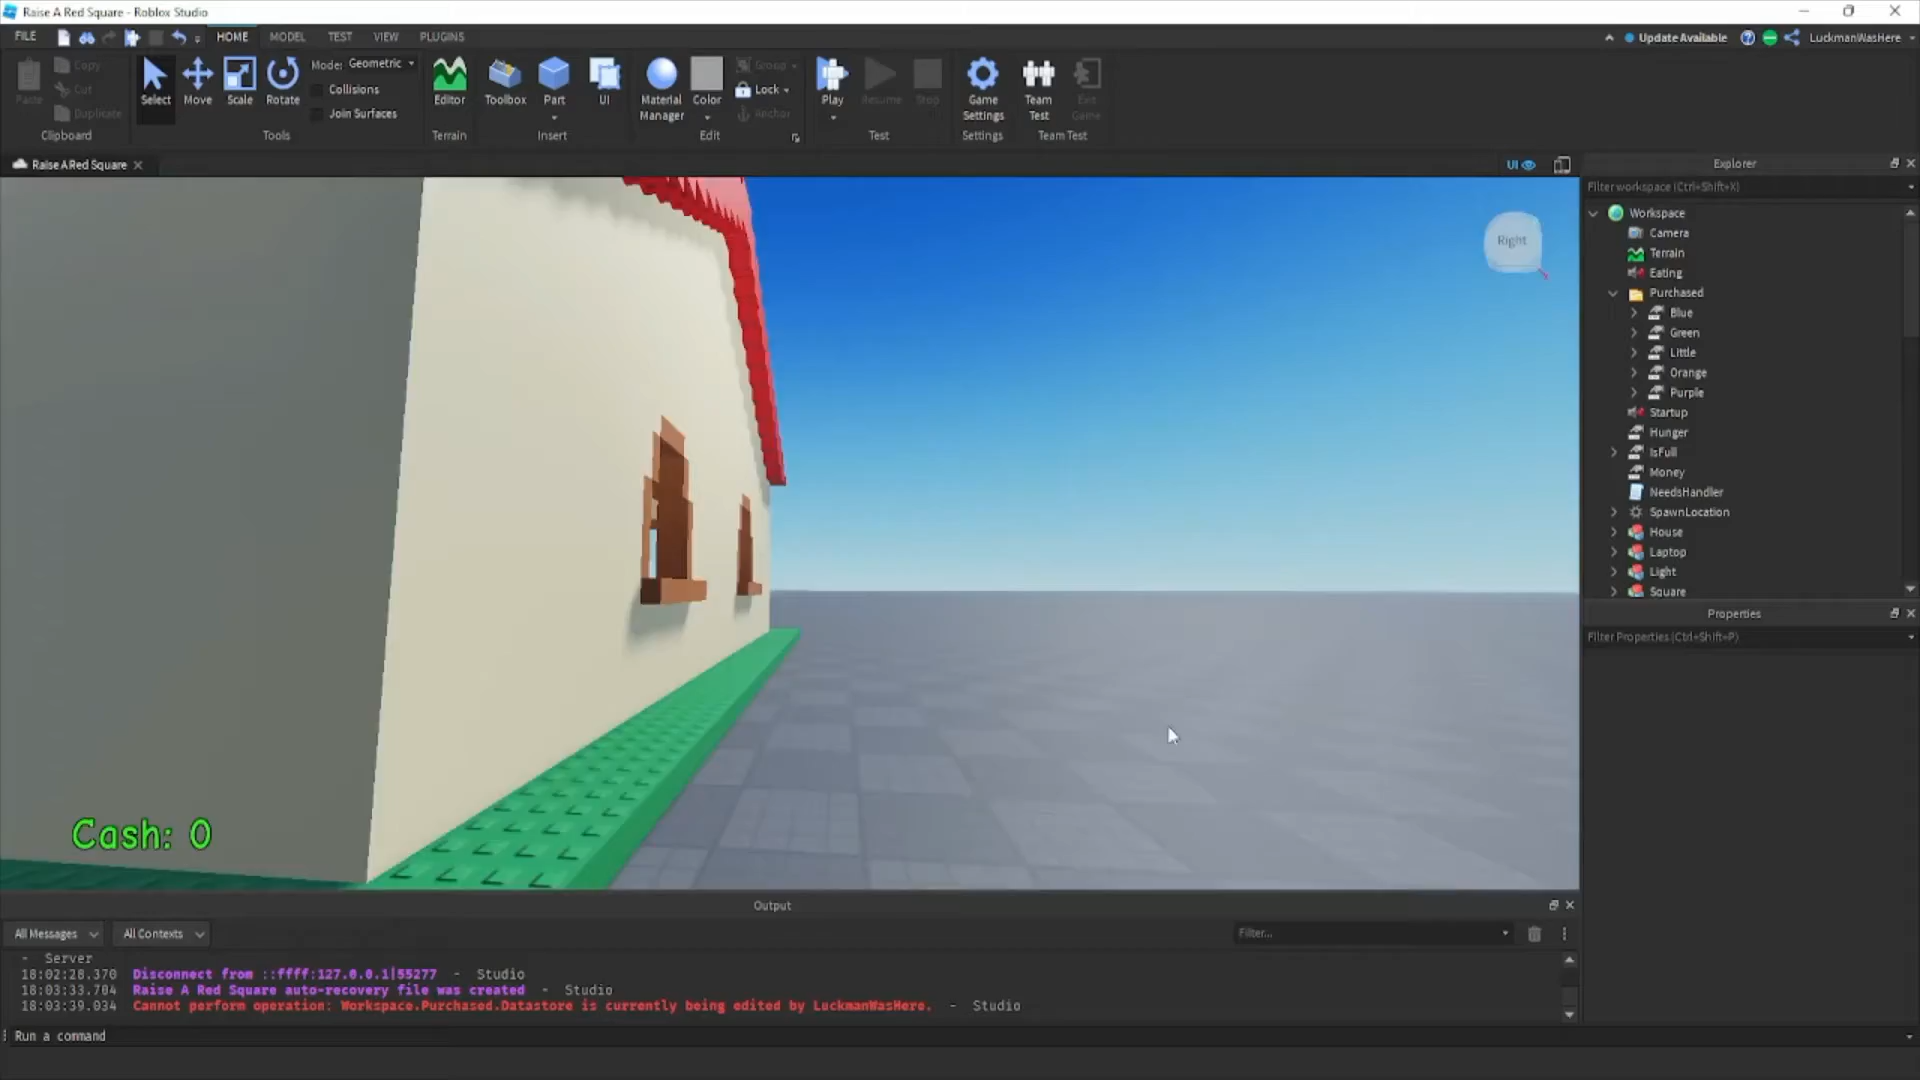 Raise A Red Square - Roblox Studio
FILE HOME MODEL TEST VIEW PLUGINS Update Available LuckmanWasHere
Paste Copy Cut Duplicate Clipboard
Select Move Scale Rotate Mode: Geometric Collisions Join Surfaces Tools
Editor Terrain
Toolbox Part UI Insert
Material Manager Color Group Lock Anchor Edit
Play Resume Stop Test
Game Settings Settings
Team Test Exit Game Team Test
Raise A Red Square
UI
Right
Cash: 0
Explorer
Filter workspace (Ctrl+Shift+X)
Workspace
Camera
Terrain
Eating
Purchased
Blue
Green
Little
Orange
Purple
Startup
Hunger
IsFull
Money
NeedsHandler
SpawnLocation
House
Laptop
Light
Square
Properties
Filter Properties (Ctrl+Shift+P)
Output
All Messages All Contexts Filter...
- Server
18:02:28.370 Disconnect from ::ffff:127.0.0.1|55277 - Studio
18:03:33.704 Raise A Red Square auto-recovery file was created - Studio
18:03:39.034 Cannot perform operation: Workspace.Purchased.Datastore is currently being edited by LuckmanWasHere. - Studio
Run a command